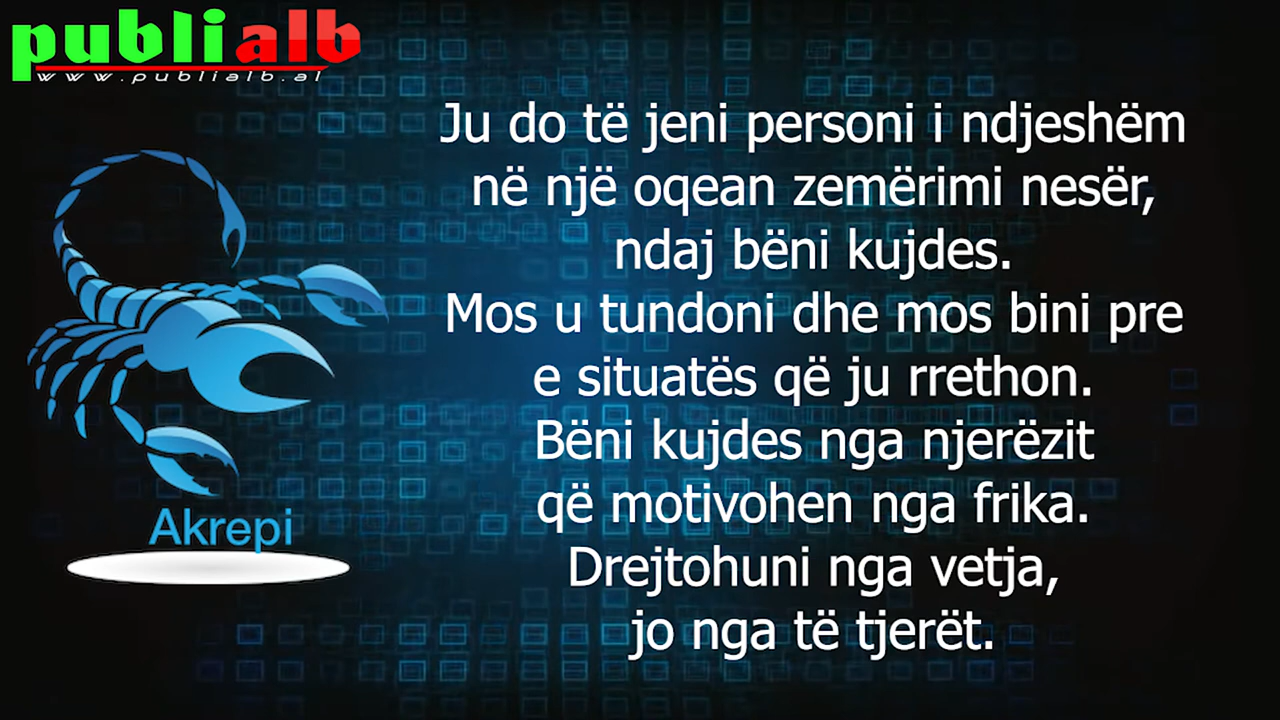 publialb
www.publialb.al
Ju do të jeni personi i ndjeshëm
në një oqean zemërimi nesër,
ndaj bëni kujdes.
Mos u tundoni dhe mos bini pre
e situatës që ju rrethon.
Bëni kujdes nga njerëzit
që motivohen nga frika.
Drejtohuni nga vetja,
jo nga të tjerët.
Akrepi